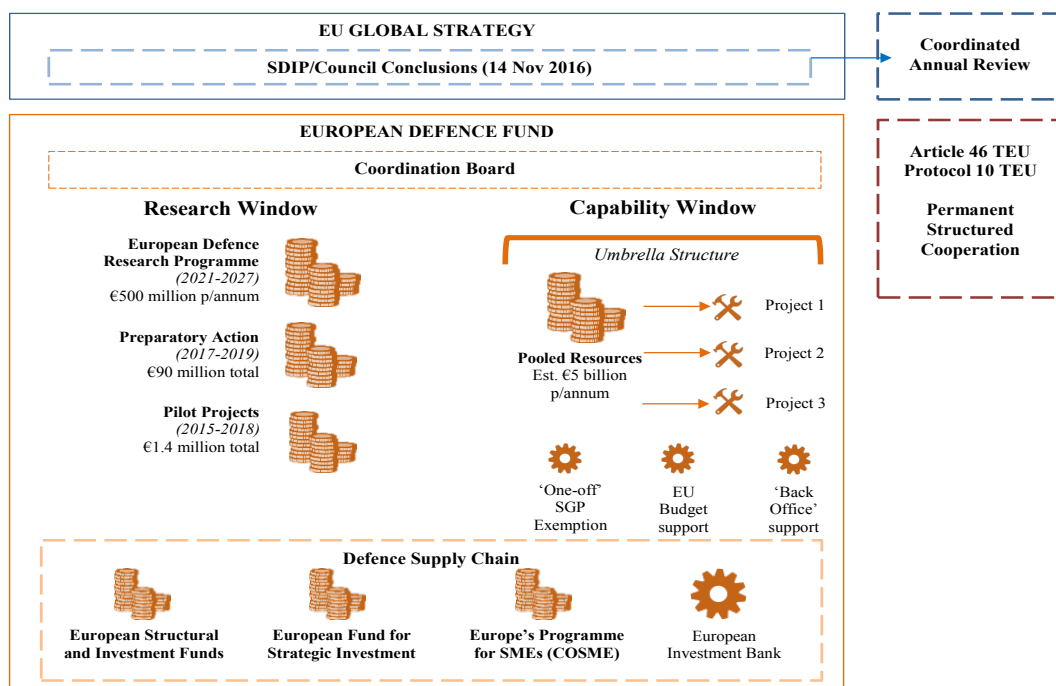 EU GLOBAL STRATEGY
SDIP/Council Conclusions (14 Nov 2016)
Coordinated
Annual Review
EUROPEAN DEFENCE FUND
Coordination Board
Research Window
European Defence
Research Programme
(2021-2027)
€500 million p/annum
Preparatory Action
(2017-2019)
€90 million total
Pilot Projects
(2015-2018)
€1.4 million total
Capability Window
Umbrella Structure
Pooled Resources
Est. €5 billion
p/annum
Project 1
Project 2
Project 3
‘One-off’
SGP
Exemption
EU
Budget
support
‘Back
Office’
support
Defence Supply Chain
European Structural
and Investment Funds
European Fund for
Strategic Investment
Europe’s Programme
for SMEs (COSME)
European
Investment Bank
Article 46 TEU
Protocol 10 TEU
Permanent
Structured
Cooperation